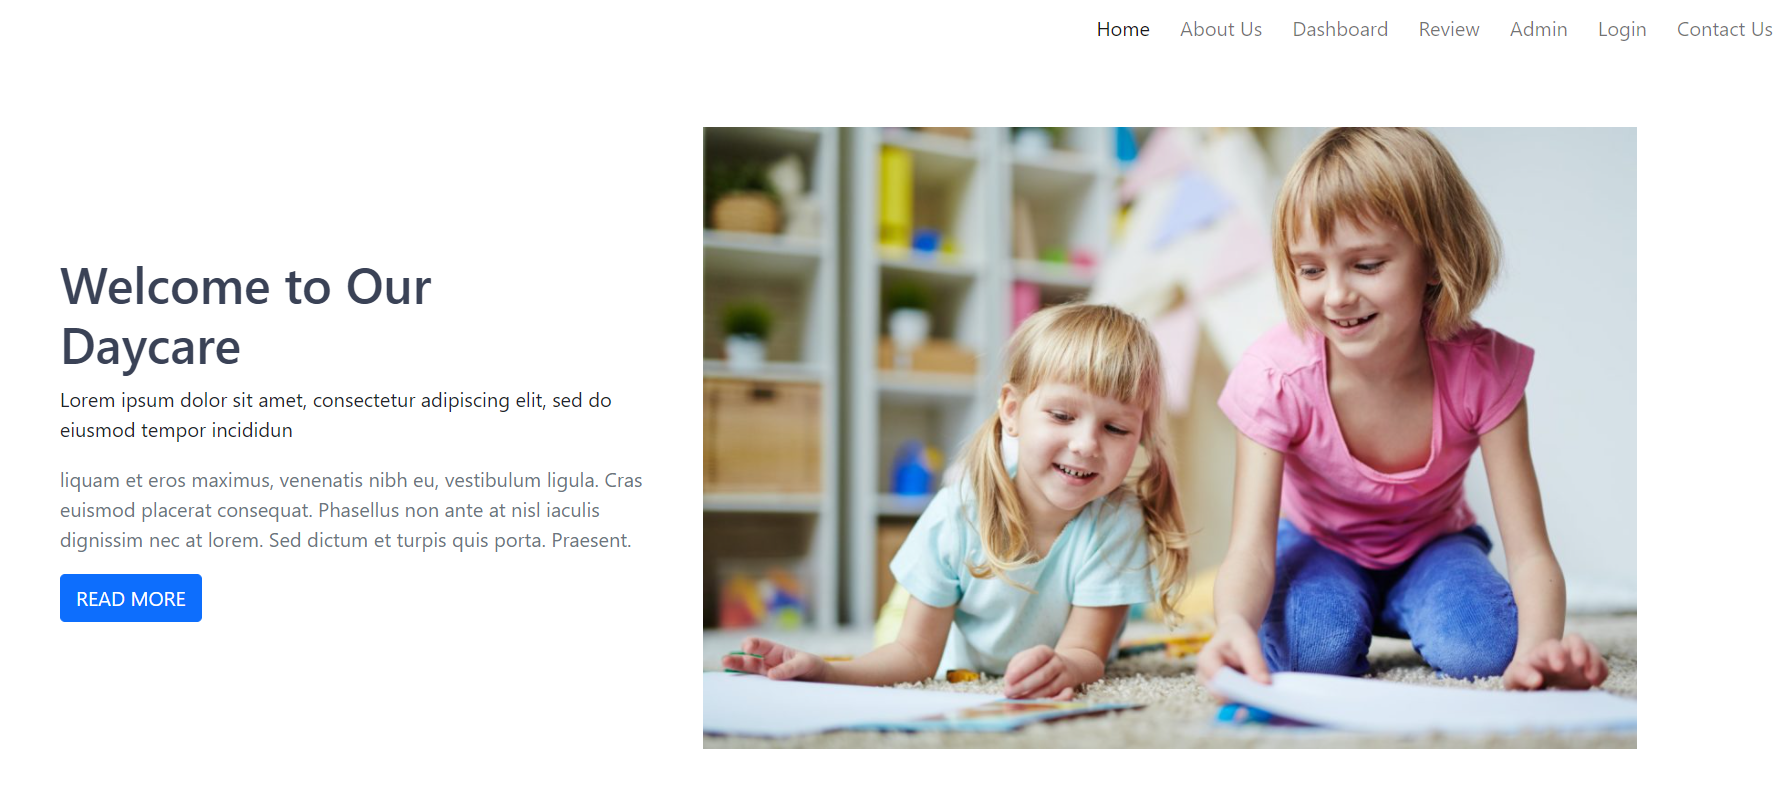 Home About Us Dashboard Review Admin Login Contact Us
Welcome to Our
Daycare
Lorem ipsum dolor sit amet, consectetur adipiscing elit, sed do
eiusmod tempor incididun
liquam et eros maximus, venenatis nibh eu, vestibulum ligula. Cras
euismod placerat consequat. Phasellus non ante at nisl iaculis
dignissim nec at lorem. Sed dictum et turpis quis porta. Praesent.
READ MORE